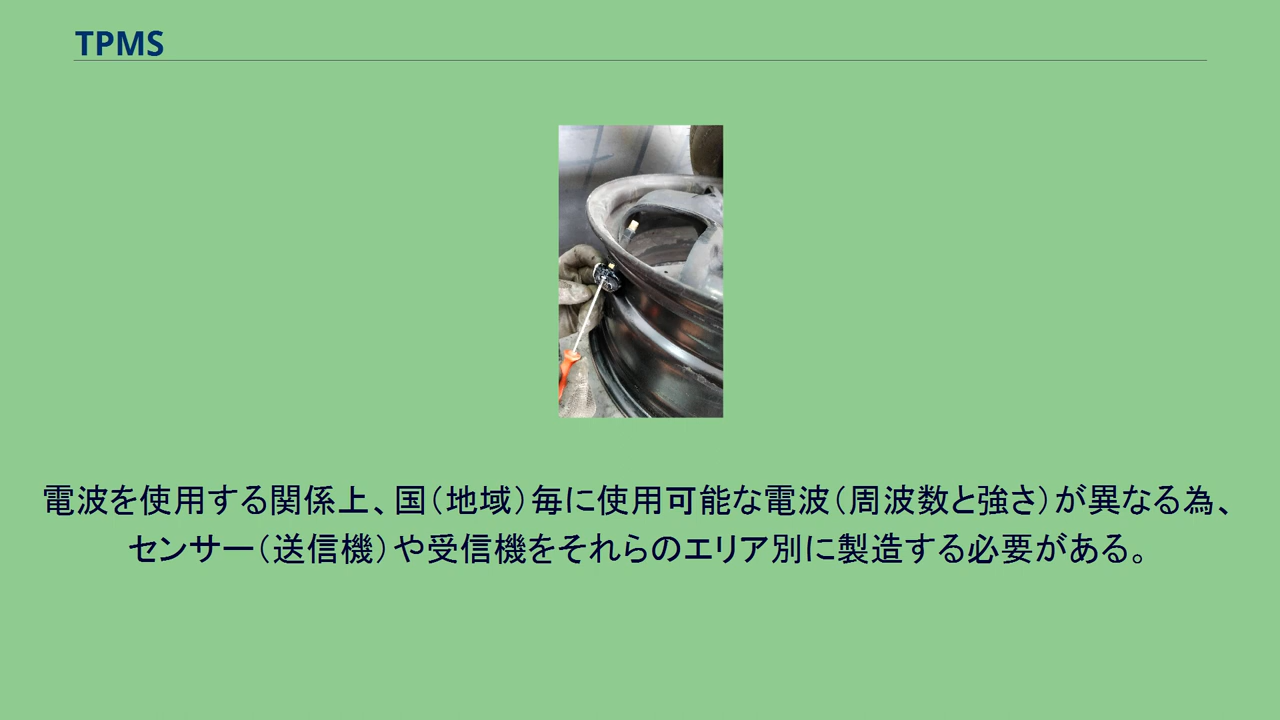 TPMS
電波を使用する関係上、国（地域）毎に使用可能な電波（周波数と強さ）が異なる為、
センサー（送信機）や受信機をそれらのエリア別に製造する必要がある。